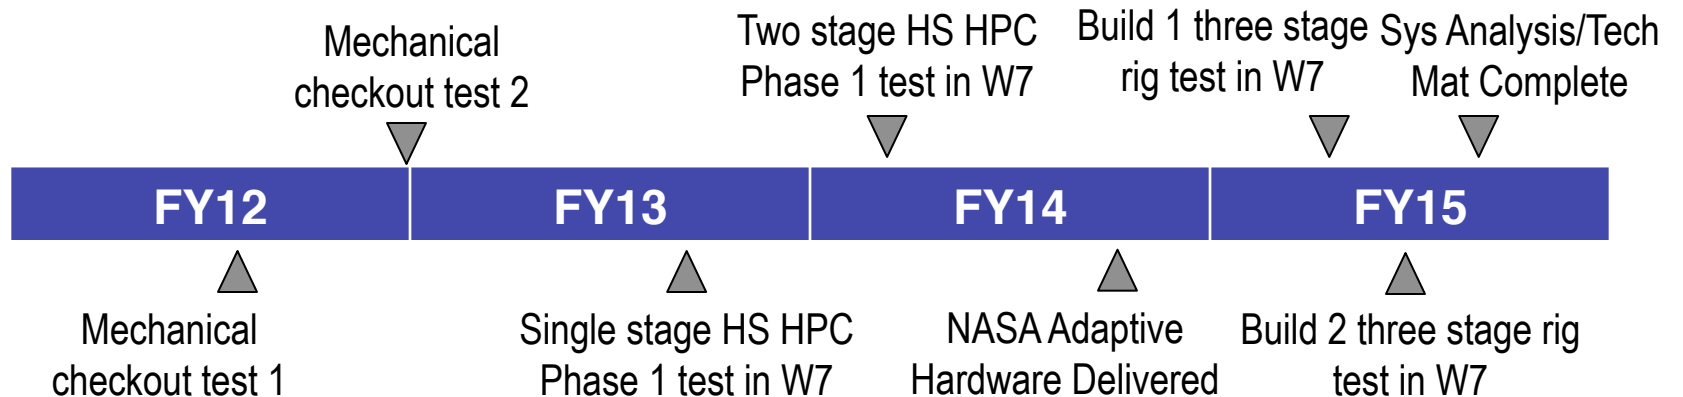 Mechanical
checkout test 2
Two stage HS HPC
Phase 1 test in W7
Build 1 three stage
rig test in W7
Sys Analysis/Tech
Mat Complete
FY12
FY13
FY14
FY15
Mechanical
checkout test 1
Single stage HS HPC
Phase 1 test in W7
NASA Adaptive
Hardware Delivered
Build 2 three stage rig
test in W7